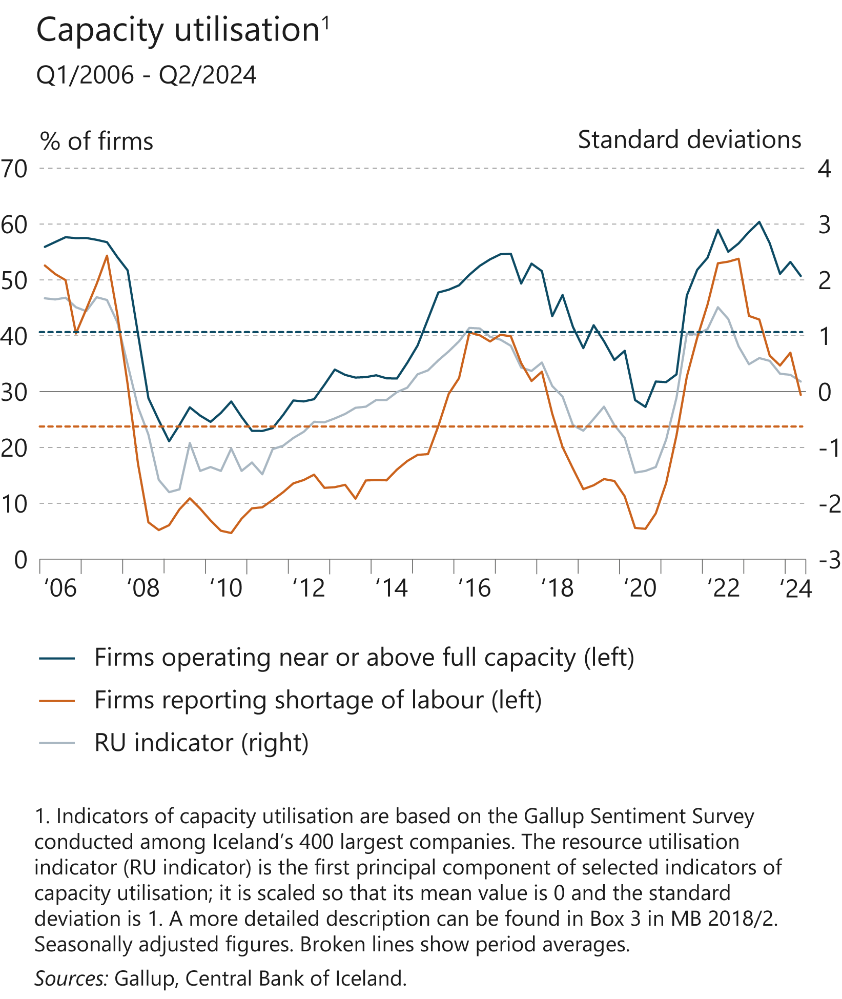 Capacity utilisation¹
Q1/2006 - Q2/2024
% of firms
Standard deviations
70
4
60
3
50
2
40
1
30
0
20
-1
10
-2
0
-3
‘06
‘08
‘10
‘12
‘14
‘16
‘18
‘20
‘22
‘24
Firms operating near or above full capacity (left)
Firms reporting shortage of labour (left)
RU indicator (right)
1. Indicators of capacity utilisation are based on the Gallup Sentiment Survey
conducted among Iceland’s 400 largest companies. The resource utilisation
indicator (RU indicator) is the first principal component of selected indicators of
capacity utilisation; it is scaled so that its mean value is 0 and the standard
deviation is 1. A more detailed description can be found in Box 3 in MB 2018/2.
Seasonally adjusted figures. Broken lines show period averages.
Sources: Gallup, Central Bank of Iceland.